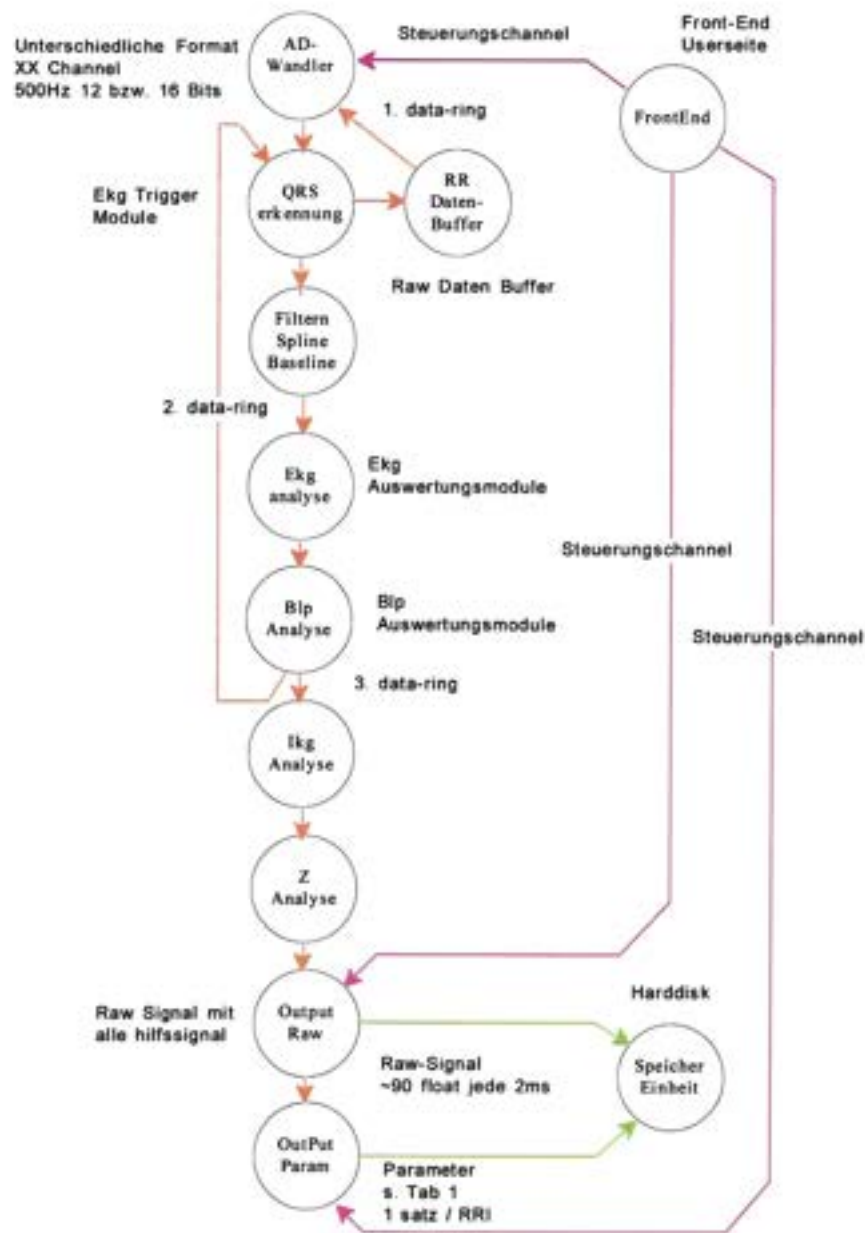 Unterschiedliche Format
XX Channel
500Hz 12 bzw. 16 Bits
AD-
Wandler
Steuerungschannel
Front-End
Userseite
FrontEnd
1. data-ring
Ekg Trigger
Module
QRS
erkennung
RR
Daten-
Buffer
Raw Daten Buffer
Filtern
Spline
Baseline
2. data-ring
Ekg
analyse
Ekg
Auswertungsmodule
Steuerungschannel
Blp
Analyse
Blp
Auswertungsmodule
Steuerungschannel
3. data-ring
Ikg
Analyse
Z
Analyse
Raw Signal mit
alle hilfssignal
Output
Raw
Harddisk
Raw-Signal
~90 float jede 2ms
Speicher
Einheit
OutPut
Param
Parameter
s. Tab 1
1 satz / RRI